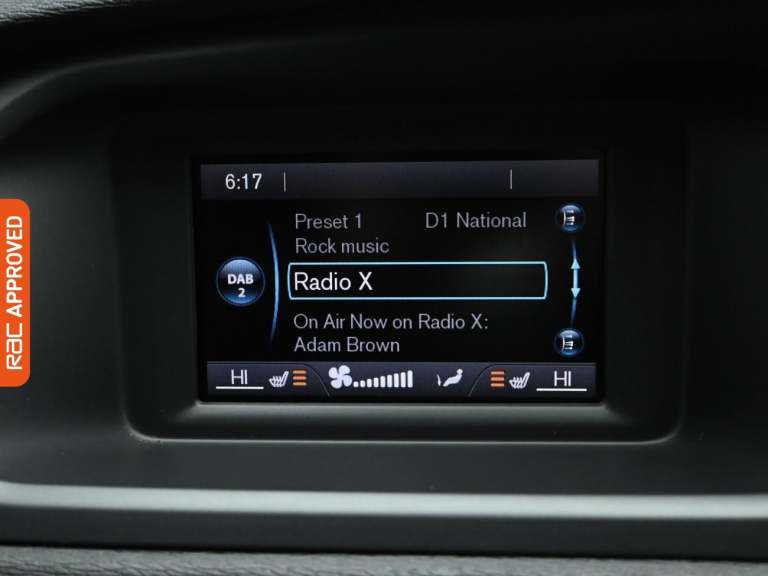 RAC APPROVED
6:17
Preset 1 D1 National
Rock music
DAB
2
Radio X
On Air Now on Radio X:
Adam Brown
HI HI